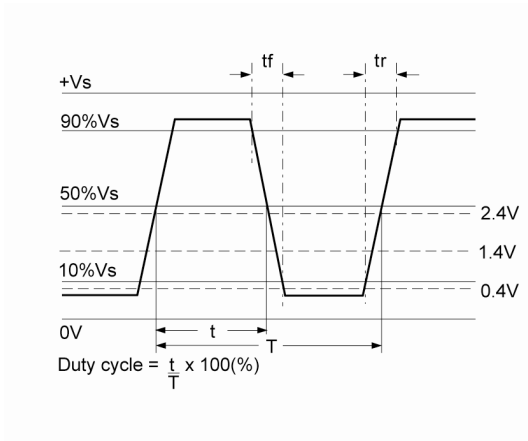 tf
tr
+Vs
90%Vs
50%Vs
2.4V
1.4V
10%Vs
0.4V
0V
t
T
Duty cycle = t/T x 100(%)